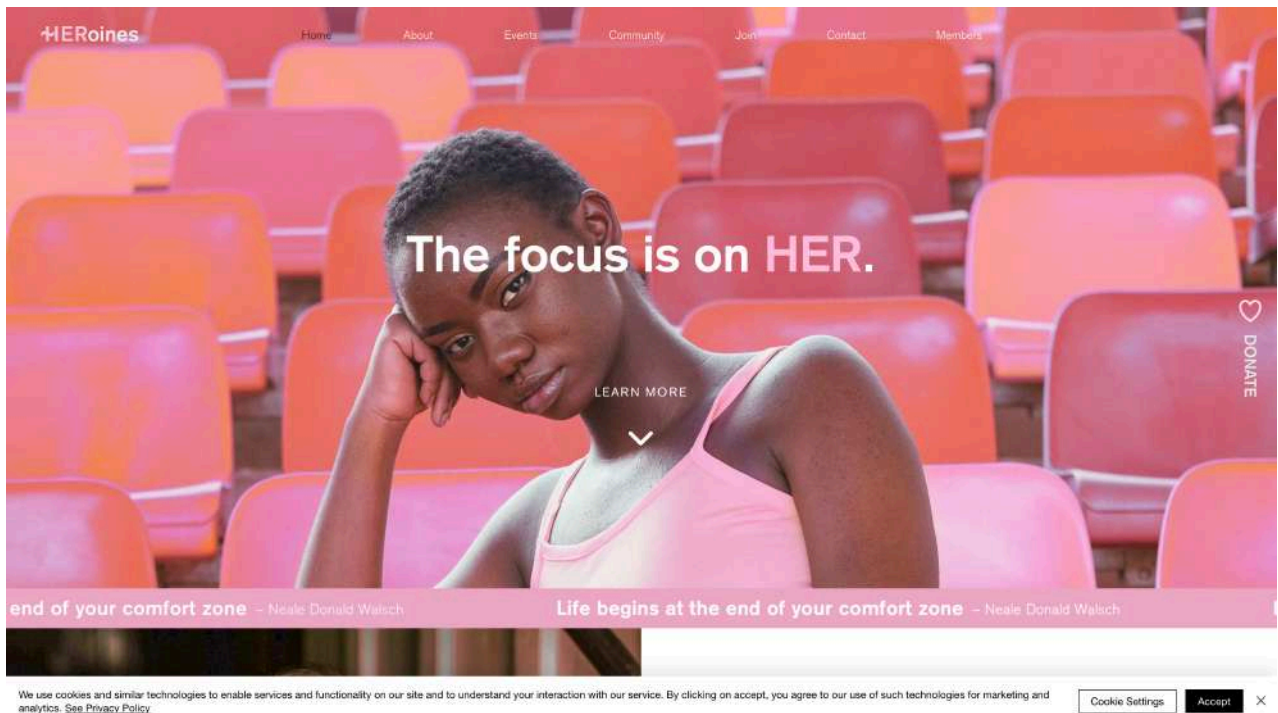 HERoines
Home About Events Community Join Contact Members
The focus is on HER.
DONATE
LEARN MORE
end of your comfort zone – Neale Donald Walsch Life begins at the end of your comfort zone – Neale Donald Walsch
We use cookies and similar technologies to enable services and functionality on our site and to understand your interaction with our service. By clicking on accept, you agree to our use of such technologies for marketing and
analytics. See Privacy Policy
Cookie Settings Accept